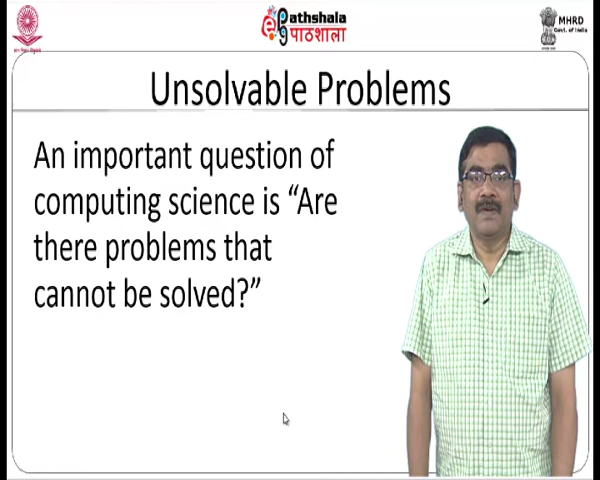 Pathshala
पाठशाला
MHRD
Govt. of India
Unsolvable Problems
An important question of
computing science is “Are
there problems that
cannot be solved?”